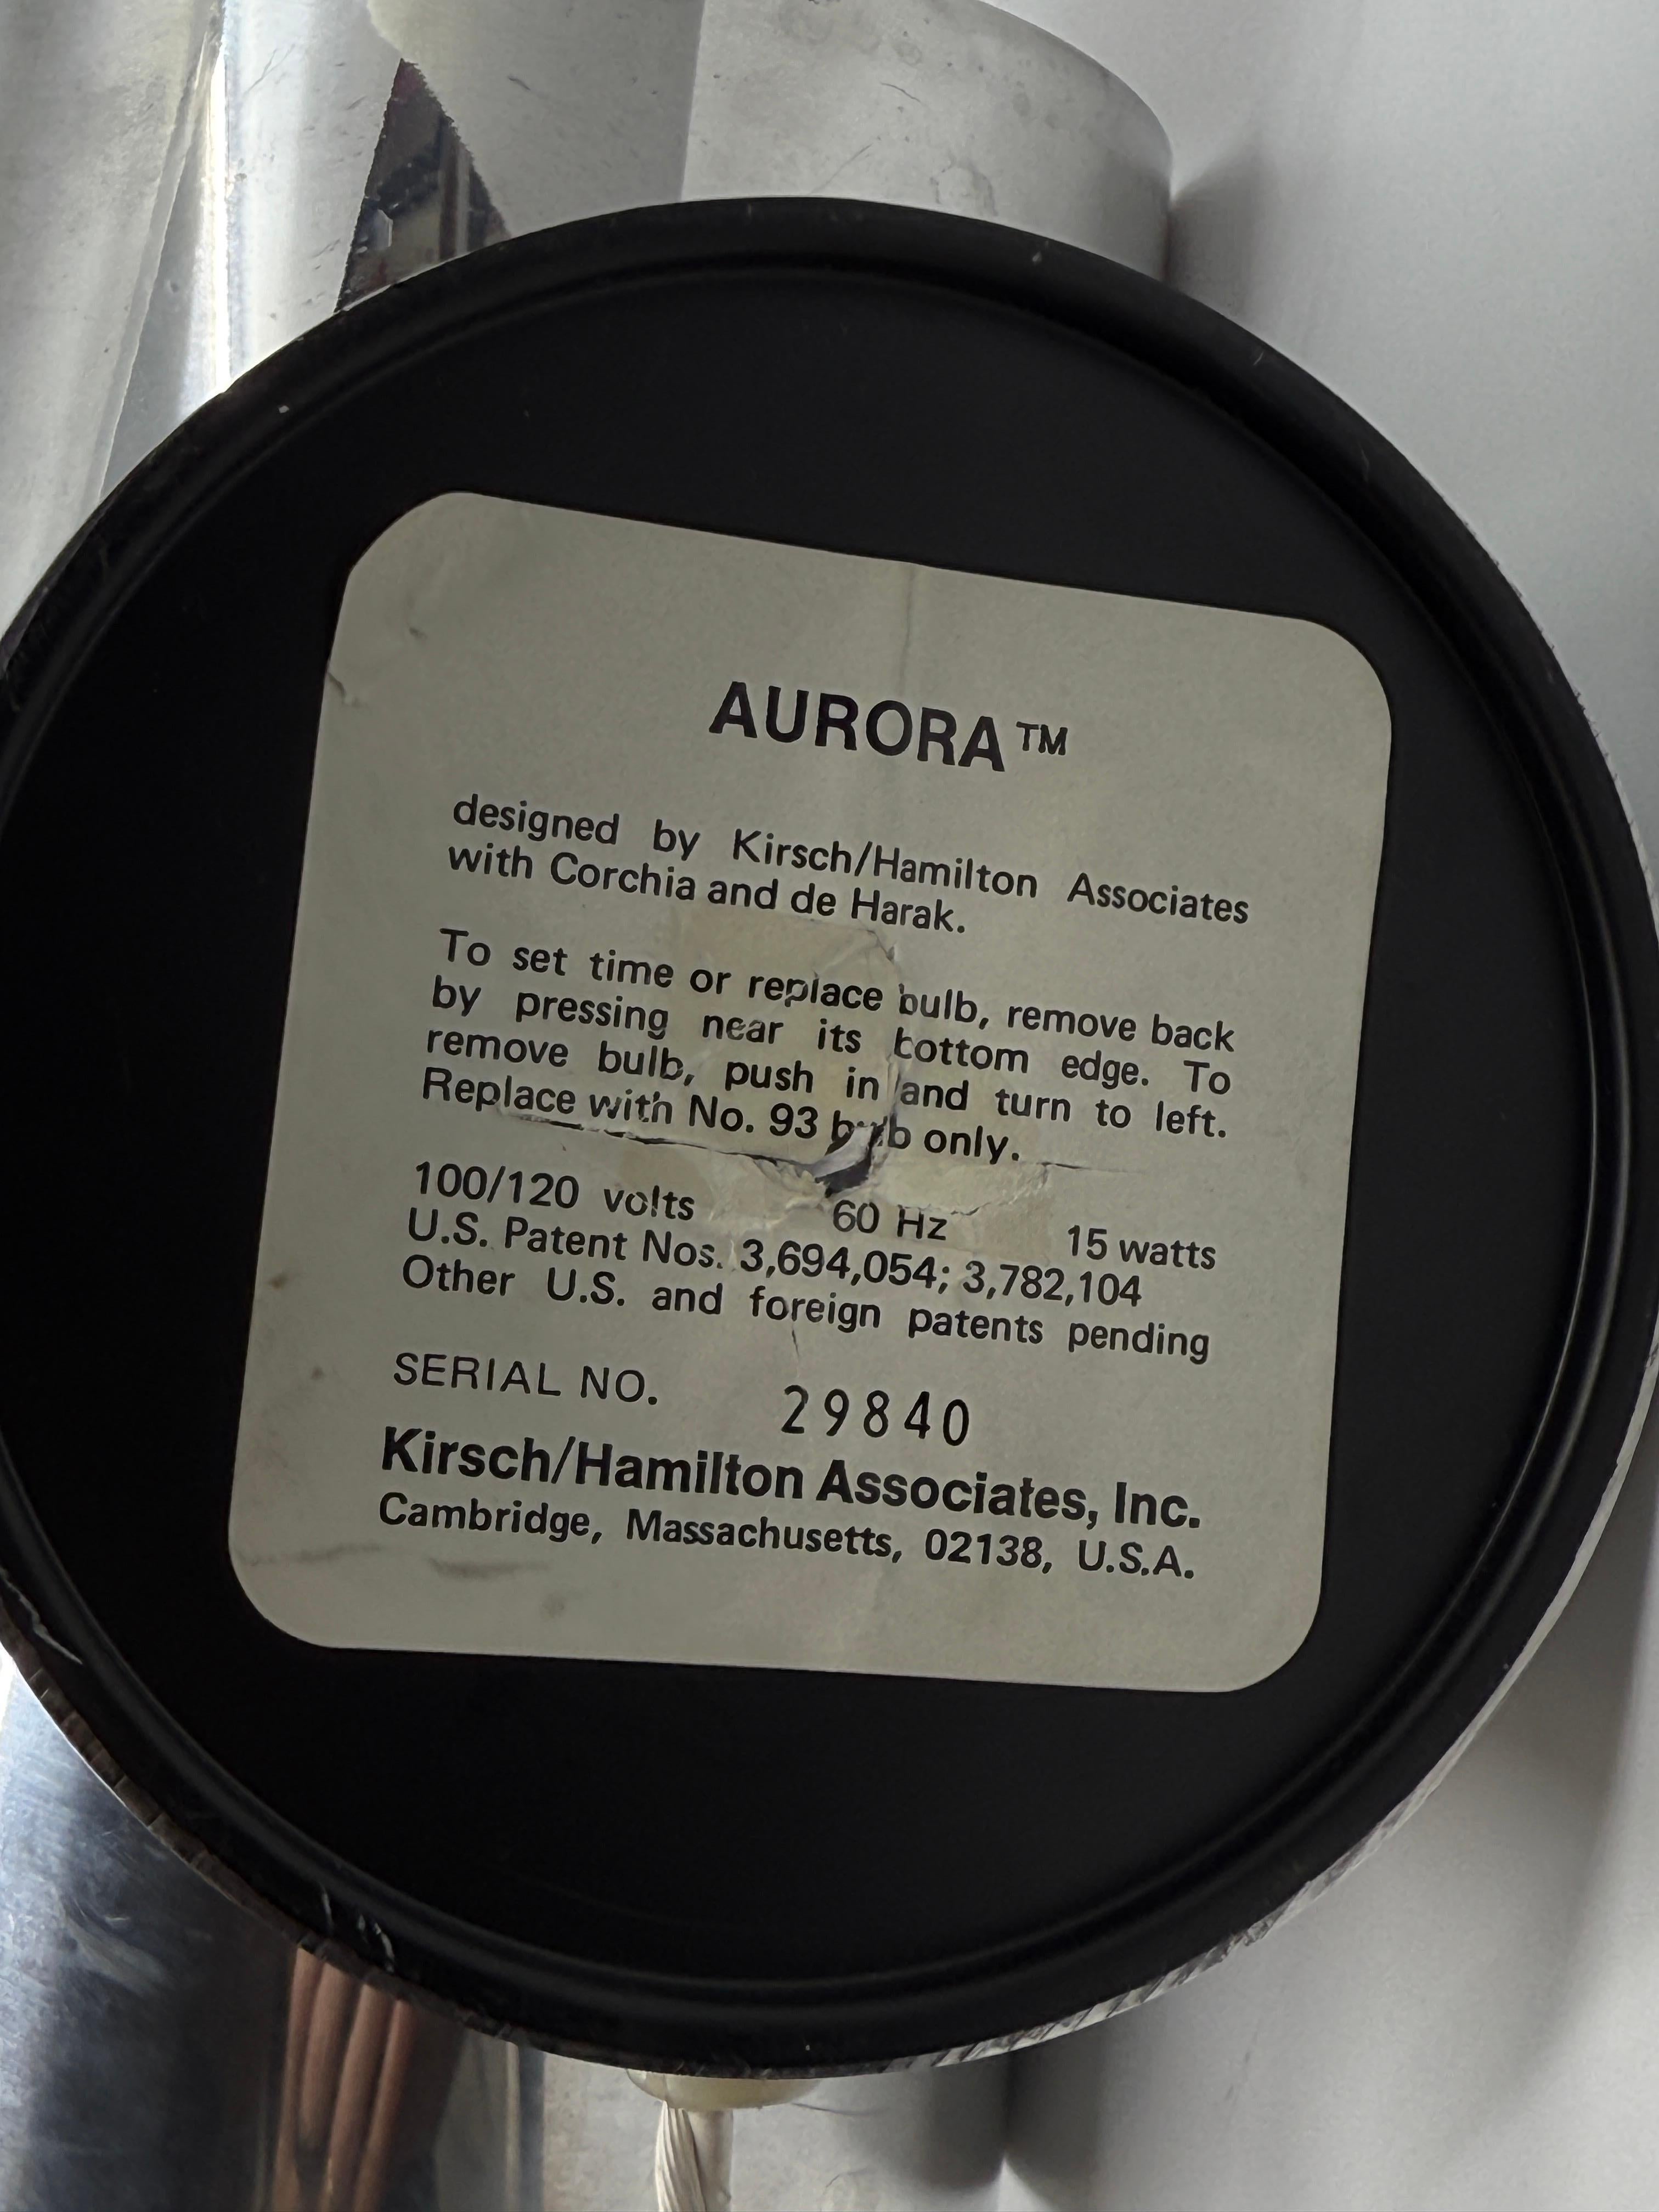 AURORA™
designed by Kirsch/Hamilton Associates
with Corchia and de Harak.
To set time or replace bulb, remove back
by pressing near its bottom edge. To
remove bulb, push in and turn to left.
Replace with No. 93 bulb only.
100/120 volts 60 Hz 15 watts
U.S. Patent Nos. 3,694,054; 3,782,104
Other U.S. and foreign patents pending
SERIAL NO. 29840
Kirsch/Hamilton Associates, Inc.
Cambridge, Massachusetts, 02138, U.S.A.